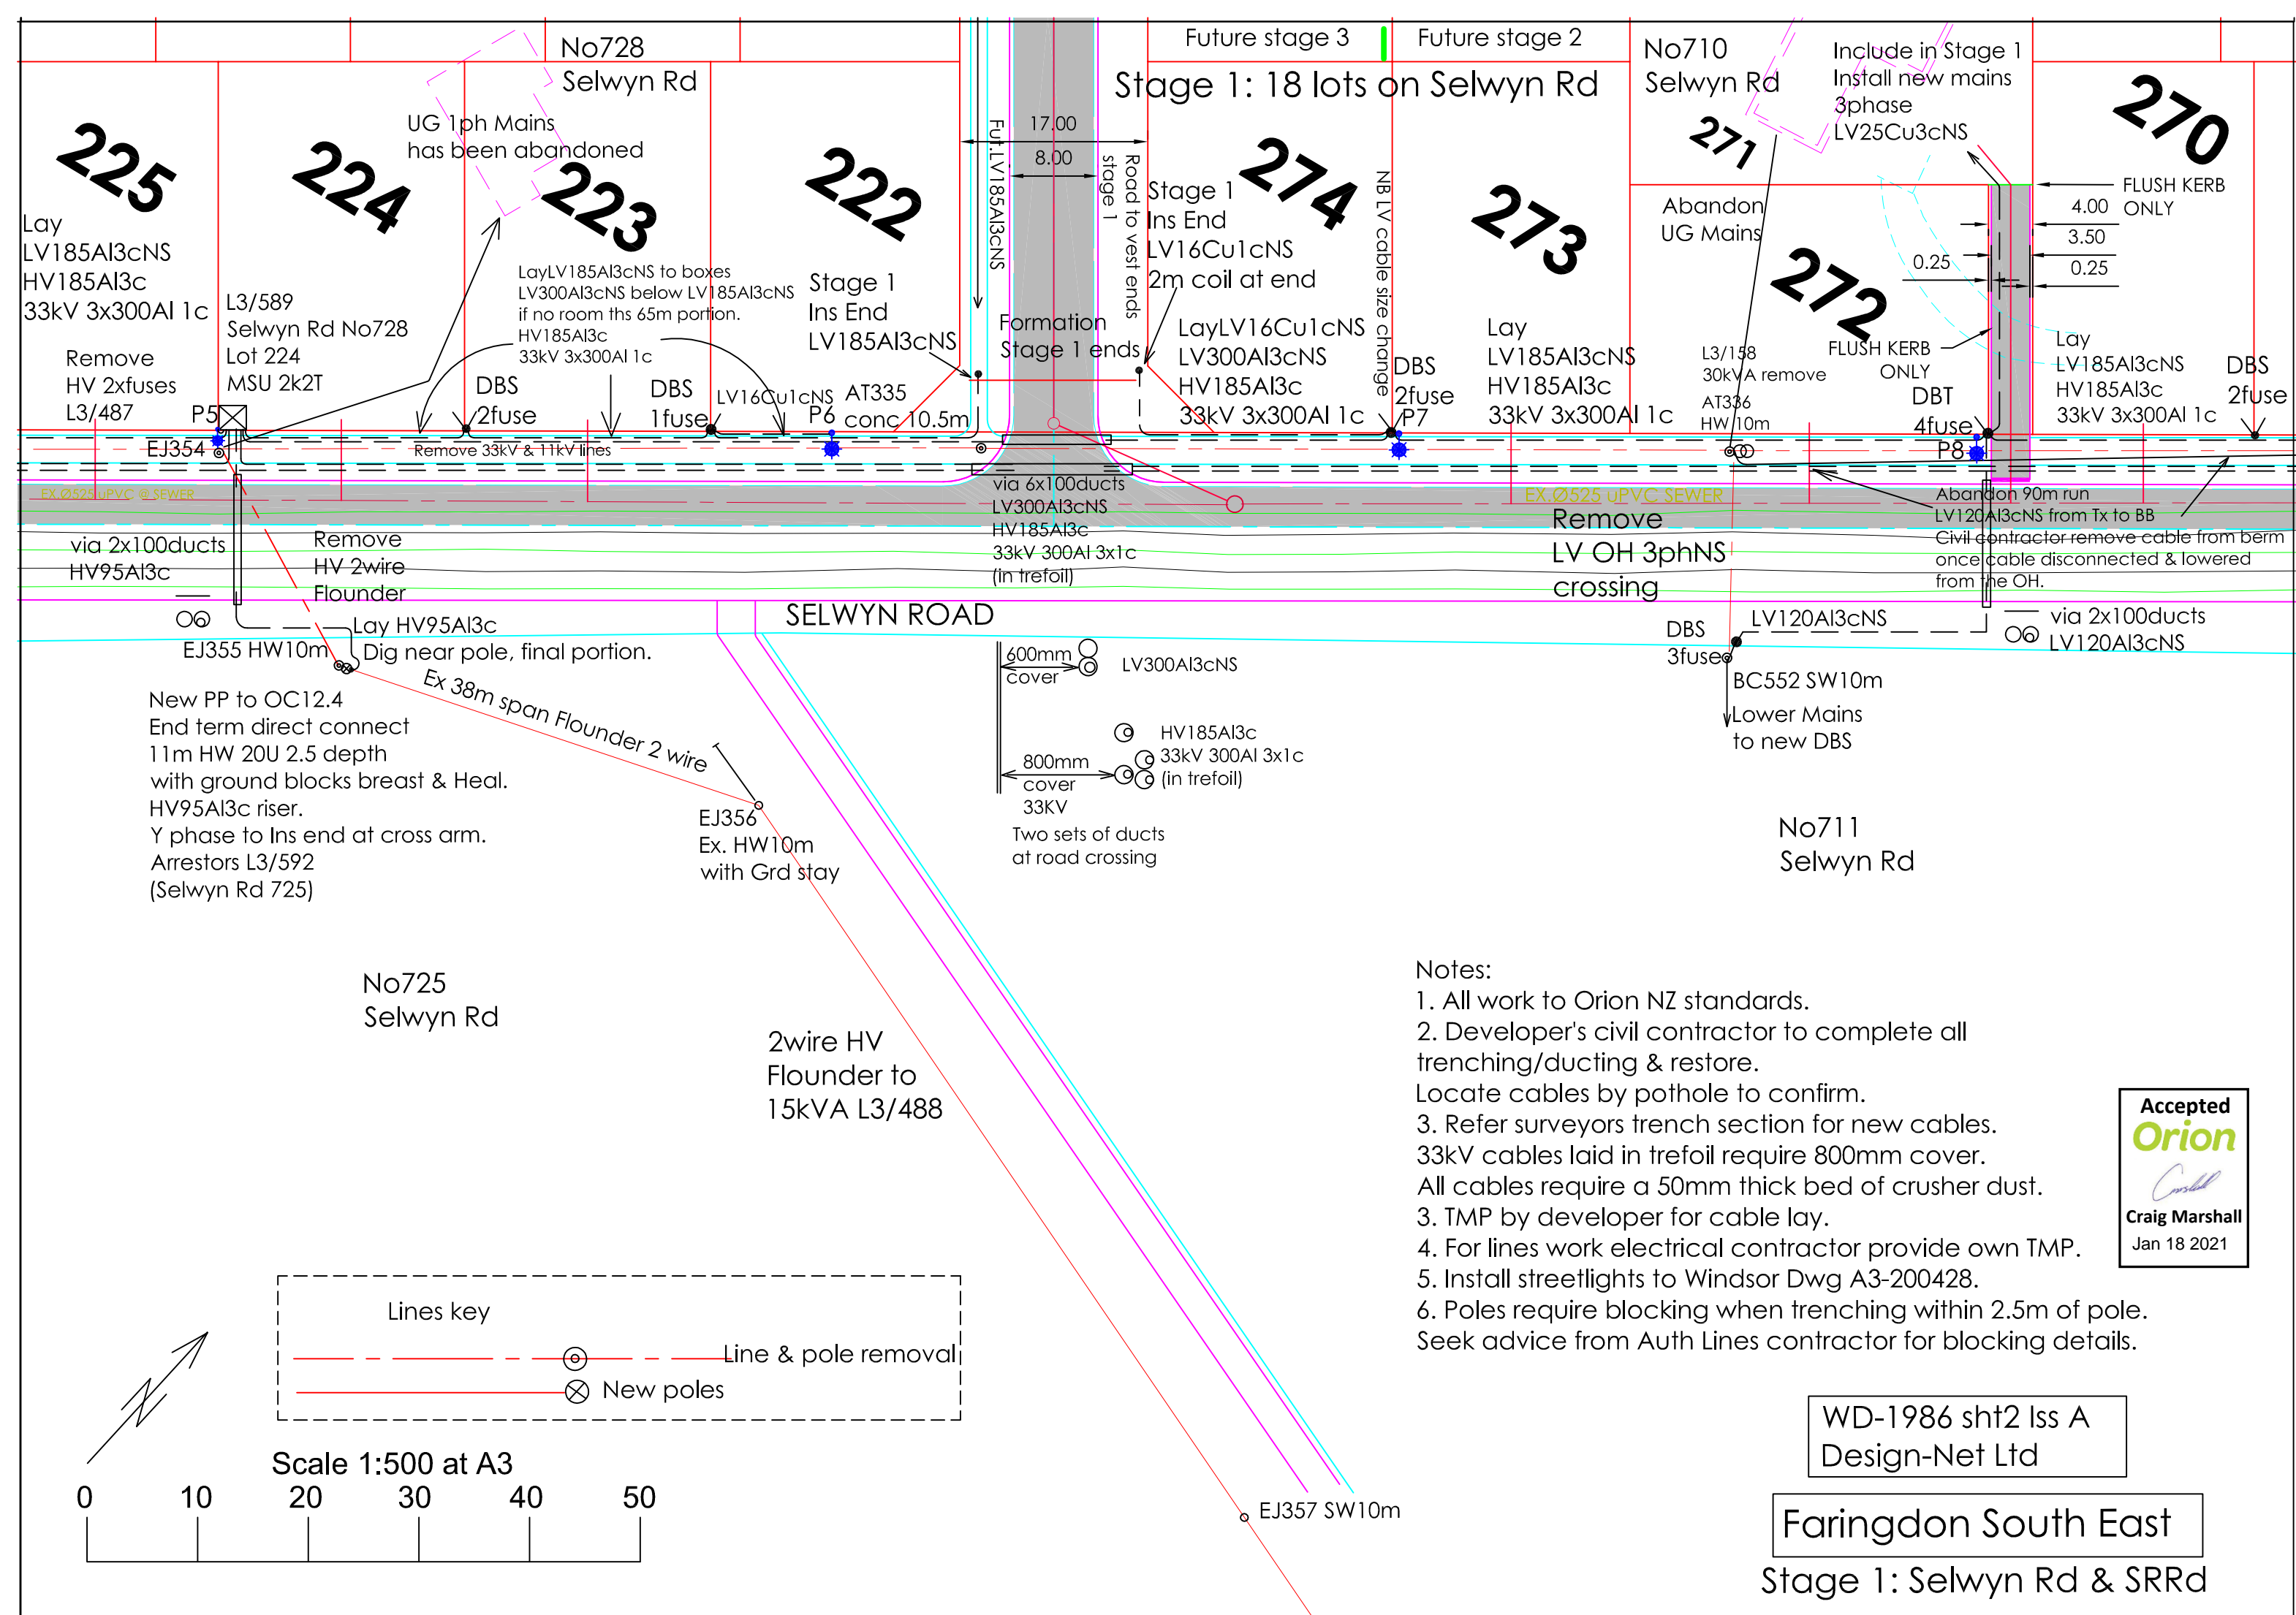 No728
Selwyn Rd
Future stage 3
Future stage 2
Stage 1: 18 lots on Selwyn Rd
No710
Selwyn Rd
Include in Stage 1
Install new mains
3phase
LV25Cu3cNS
225
224
223
222
274
273
271
272
270
UG 1ph Mains
has been abandoned
17.00
8.00
Fut.LV185Al3cNS
Road to vest ends
stage 1
NB LV cable size change
Stage 1
Ins End
LV16Cu1cNS
2m coil at end
Abandon
UG Mains
FLUSH KERB
ONLY
4.00
3.50
0.25
0.25
Lay
LV185Al3cNS
HV185Al3c
33kV 3x300Al 1c
Remove
HV 2xfuses
L3/487
L3/589
Selwyn Rd No728
Lot 224
MSU 2k2T
LayLV185Al3cNS to boxes
LV300Al3cNS below LV185Al3cNS
if no room ths 65m portion.
HV185Al3c
33kV 3x300Al 1c
Stage 1
Ins End
LV185Al3cNS
Formation
Stage 1 ends
LayLV16Cu1cNS
LV300Al3cNS
HV185Al3c
33kV 3x300Al 1c
Lay
LV185Al3cNS
HV185Al3c
33kV 3x300Al 1c
L3/158
30kVA remove
AT336
HW10m
FLUSH KERB
ONLY
Lay
LV185Al3cNS
HV185Al3c
33kV 3x300Al 1c
DBS
2fuse
DBS
1fuse
LV16Cu1cNS
AT335
conc 10.5m
DBS
2fuse
DBT
4fuse
DBS
2fuse
P5
P6
P7
P8
EJ354
Remove 33kV & 11kV lines
EX.Ø525 uPVC @ SEWER
EX.Ø525 uPVC SEWER
via 2x100ducts
HV95Al3c
Remove
HV 2wire
Flounder
via 6x100ducts
LV300Al3cNS
HV185Al3c
33kV 300Al 3x1c
(in trefoil)
Remove
LV OH 3phNS
crossing
Abandon 90m run
LV120Al3cNS from Tx to BB
Civil contractor remove cable from berm
once cable disconnected & lowered
from the OH.
SELWYN ROAD
Lay HV95Al3c
Dig near pole, final portion.
EJ355 HW10m
Ex 38m span Flounder 2 wire
New PP to OC12.4
End term direct connect
11m HW 20U 2.5 depth
with ground blocks breast & Heal.
HV95Al3c riser.
Y phase to Ins end at cross arm.
Arrestors L3/592
(Selwyn Rd 725)
EJ356
Ex. HW10m
with Grd stay
600mm
cover
LV300Al3cNS
HV185Al3c
33kV 300Al 3x1c
(in trefoil)
800mm
cover
33KV
Two sets of ducts
at road crossing
DBS
3fuse
LV120Al3cNS
via 2x100ducts
LV120Al3cNS
BC552 SW10m
Lower Mains
to new DBS
No711
Selwyn Rd
No725
Selwyn Rd
2wire HV
Flounder to
15kVA L3/488
Notes:
1. All work to Orion NZ standards.
2. Developer's civil contractor to complete all
trenching/ducting & restore.
Locate cables by pothole to confirm.
3. Refer surveyors trench section for new cables.
33kV cables laid in trefoil require 800mm cover.
All cables require a 50mm thick bed of crusher dust.
3. TMP by developer for cable lay.
4. For lines work electrical contractor provide own TMP.
5. Install streetlights to Windsor Dwg A3-200428.
6. Poles require blocking when trenching within 2.5m of pole.
Seek advice from Auth Lines contractor for blocking details.
Accepted
Orion
Craig Marshall
Jan 18 2021
Lines key
Line & pole removal
New poles
Scale 1:500 at A3
0 10 20 30 40 50
EJ357 SW10m
WD-1986 sht2 Iss A
Design-Net Ltd
Faringdon South East
Stage 1: Selwyn Rd & SRRd